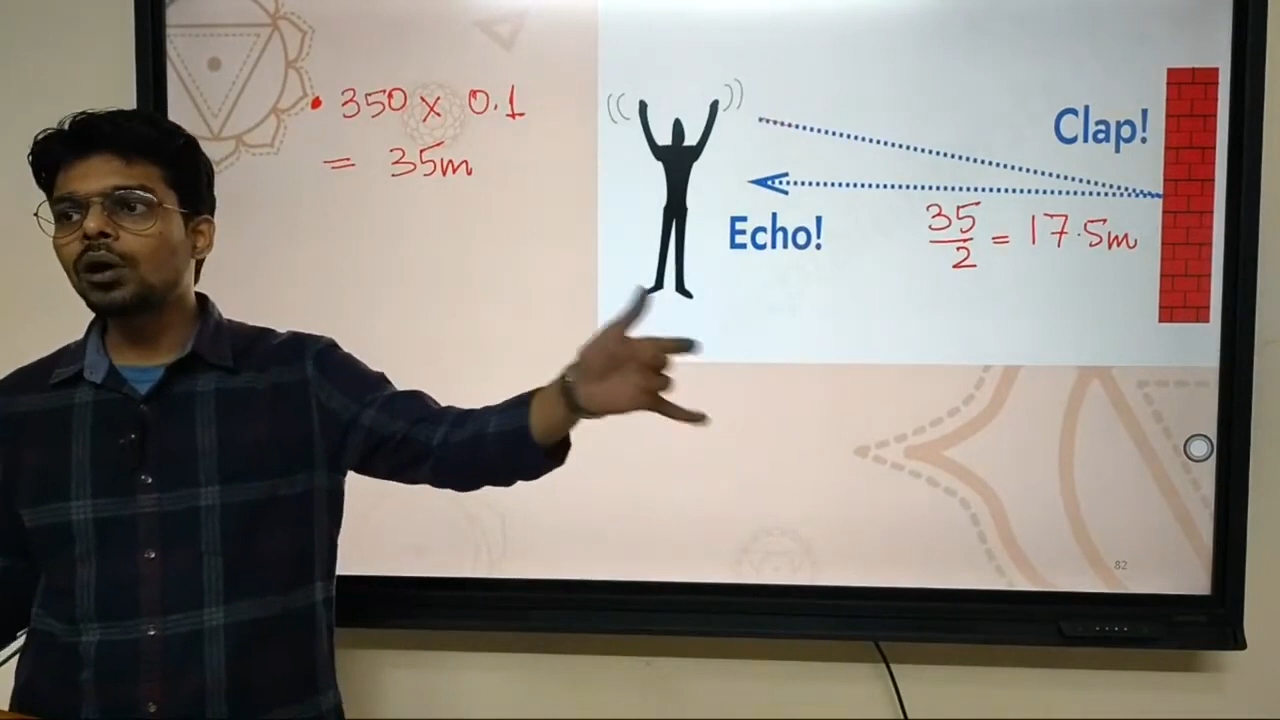 • 350 × 0.1
= 35m
Clap!
Echo!
35/2 = 17.5m
82